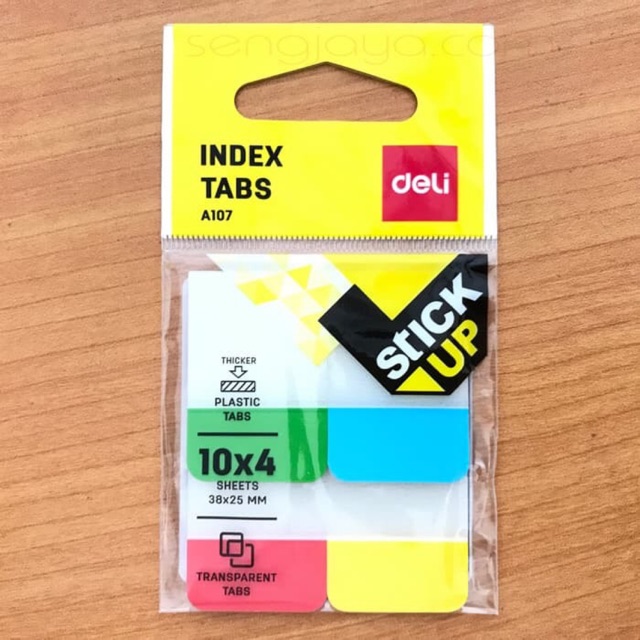 sengjaya.co
INDEX
TABS
A107
deli
stick
UP
THICKER
PLASTIC
TABS
10x4
SHEETS
38x25 MM
TRANSPARENT
TABS